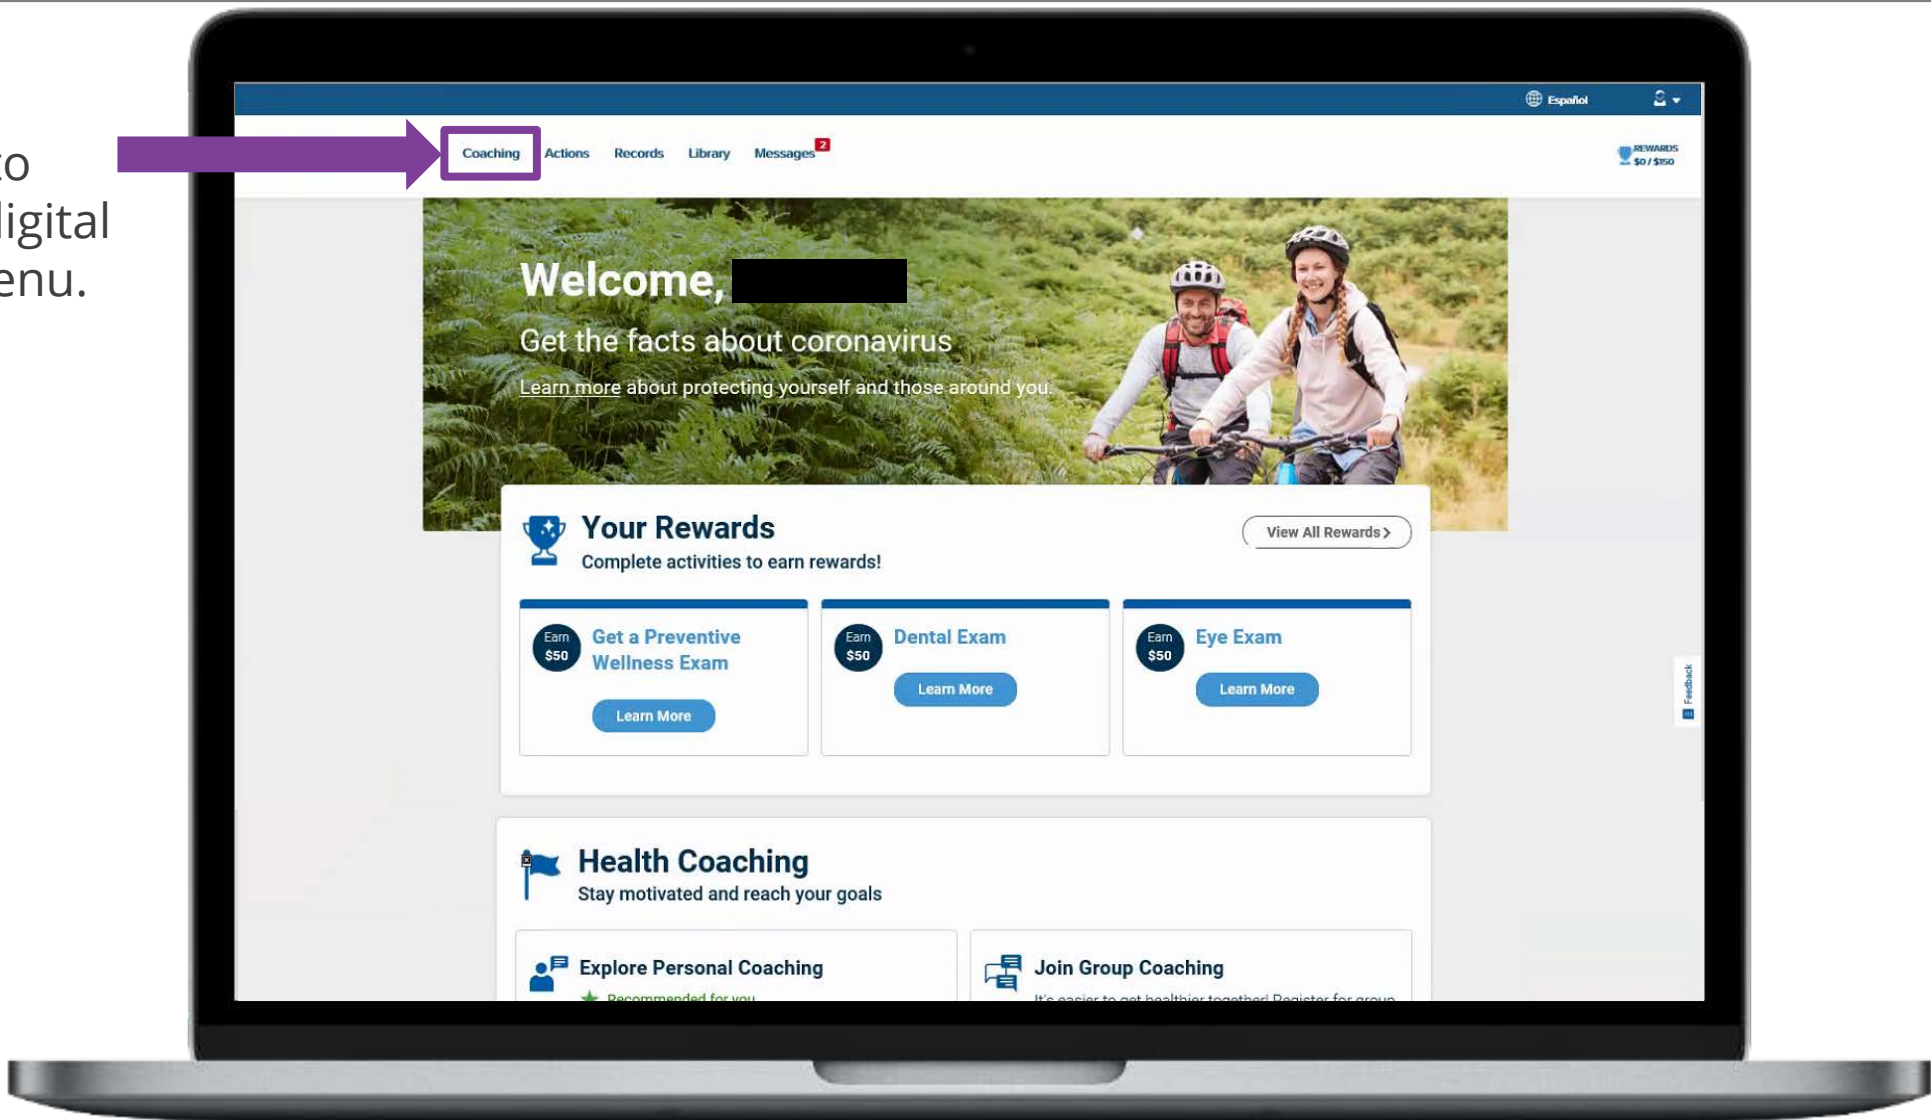 to
digital
enu.
Español
Coaching Actions Records Library Messages 2
REWARDS
$0 / $150
Welcome,
Get the facts about coronavirus
Learn more about protecting yourself and those around you.
Your Rewards
View All Rewards >
Complete activities to earn rewards!
Earn
$50
Get a Preventive
Wellness Exam
Learn More
Earn
$50
Dental Exam
Learn More
Earn
$50
Eye Exam
Learn More
Feedback
Health Coaching
Stay motivated and reach your goals
Explore Personal Coaching
Recommended for you
Join Group Coaching
It's easier to get healthier together! Register for group